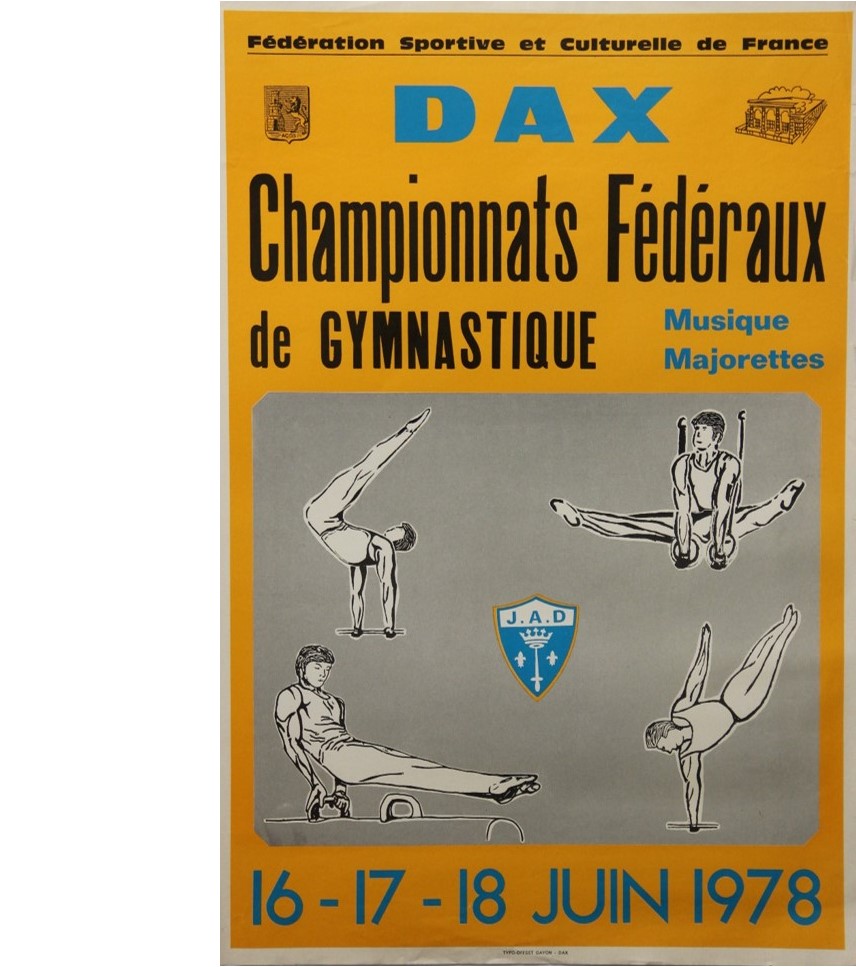 Fédération Sportive et Culturelle de France
DAX
Championnats Fédéraux
de GYMNASTIQUE
Musique
Majorettes
J.A.D
16 - 17 - 18 JUIN 1978